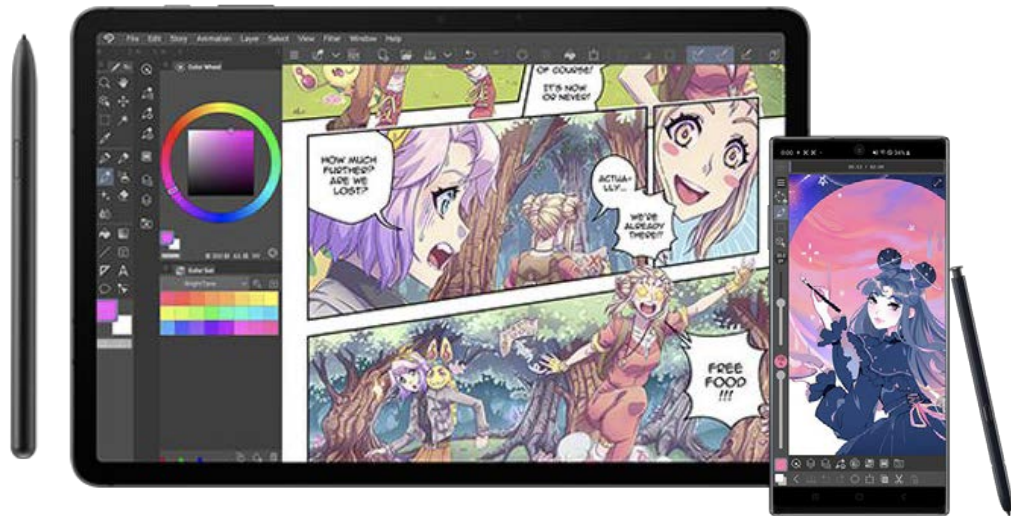 File Edit Story Animation Layer Select View Filter Window Help
Color Wheel
OF COURSE!
IT'S NOW
OR NEVER!
HOW MUCH
FURTHER?
ARE WE
LOST?
ACTUA-
LLY...
WE'RE
ALREADY
THERE!?
Color Set
BrightTone
FREE
FOOD
!!!
A